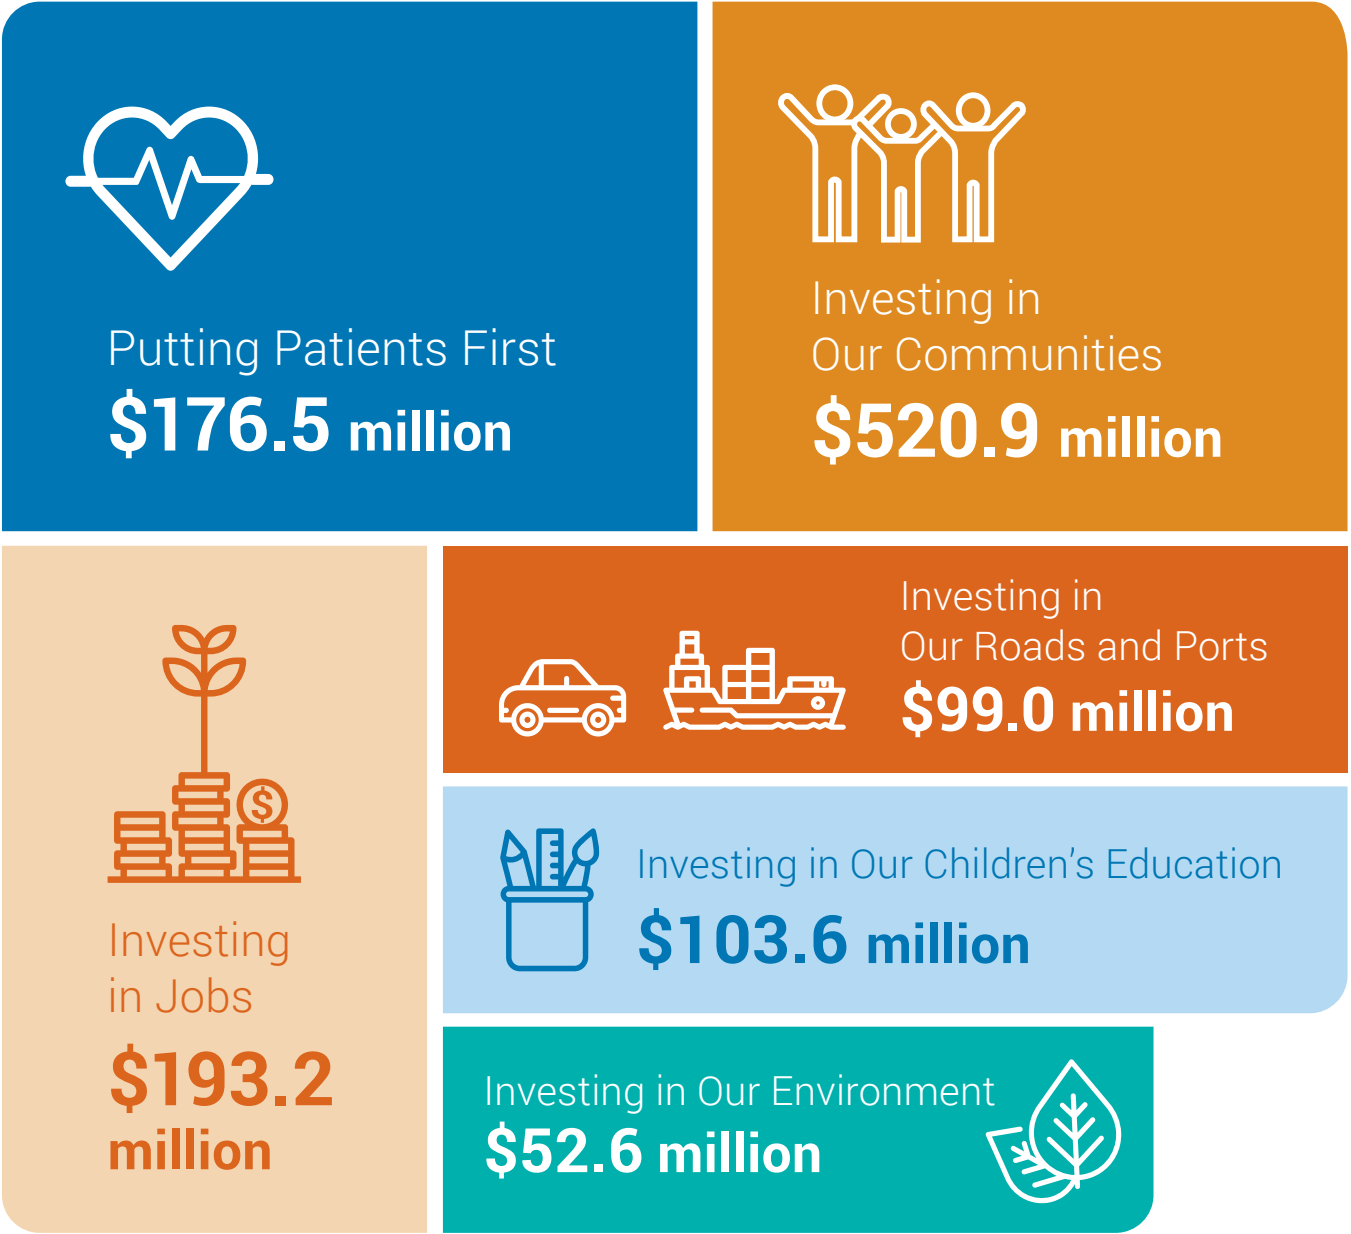 Putting Patients First
$176.5 million
Investing in
Our Communities
$520.9 million
Investing in
Our Roads and Ports
$99.0 million
$
Investing
in Jobs
$193.2
million
Investing in Our Children's Education
$103.6 million
Investing in Our Environment
$52.6 million